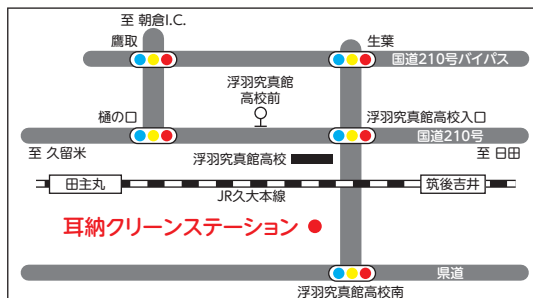 至 朝倉I.C.
鷹取
生葉
国道210号バイパス
浮羽究真館
高校前
樋の口
浮羽究真館高校入口
国道210号
至 久留米
浮羽究真館高校
至 日田
田主丸
筑後吉井
JR久大本線
耳納クリーンステーション
県道
浮羽究真館高校南